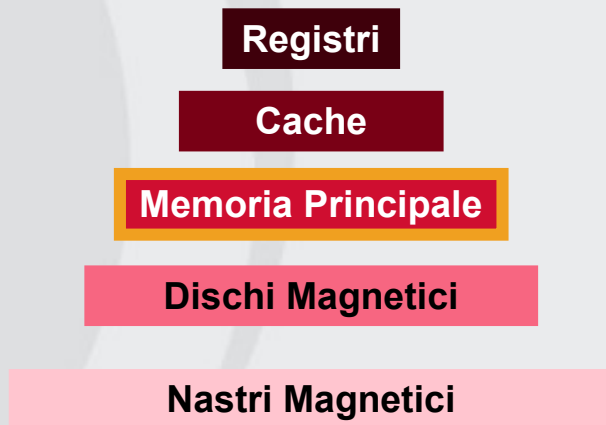 Registri
Cache
Memoria Principale
Dischi Magnetici
Nastri Magnetici